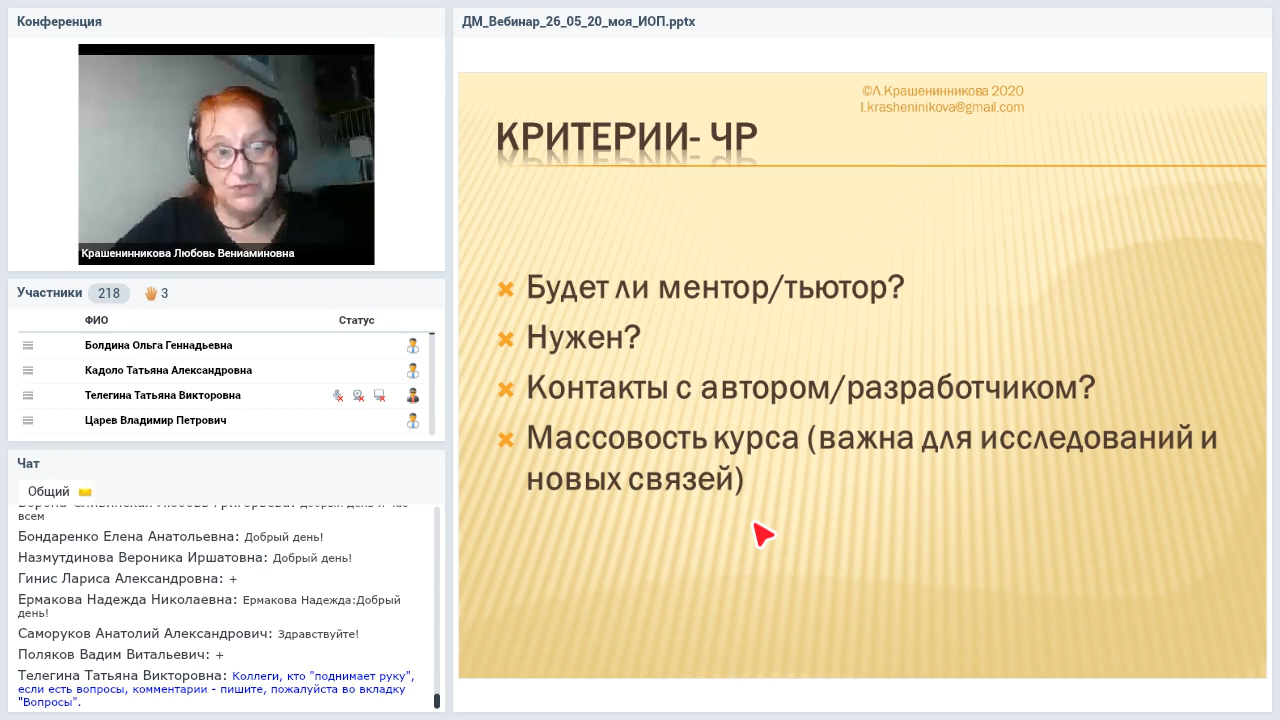 Конференция
Крашенинникова Любовь Вениаминовна
Участники 218 3
ФИО Статус
Болдина Ольга Геннадьевна
Кадоло Татьяна Александровна
Телегина Татьяна Викторовна
Царев Владимир Петрович
Чат
Общий
всем
Бондаренко Елена Анатольевна: Добрый день!
Назмутдинова Вероника Иршатовна: Добрый день!
Гинис Лариса Александровна: +
Ермакова Надежда Николаевна: Ермакова Надежда:Добрый
день!
Саморуков Анатолий Александрович: Здравствуйте!
Поляков Вадим Витальевич: +
Телегина Татьяна Викторовна: Коллеги, кто "поднимает руку",
если есть вопросы, комментарии - пишите, пожалуйста во вкладку
"Вопросы".
ДМ_Вебинар_26_05_20_моя_ИОП.pptx
©Л.Крашенинникова 2020
l.krasheninikova@gmail.com
КРИТЕРИИ- ЧР
Будет ли ментор/тьютор?
Нужен?
Контакты с автором/разработчиком?
Массовость курса (важна для исследований и
новых связей)